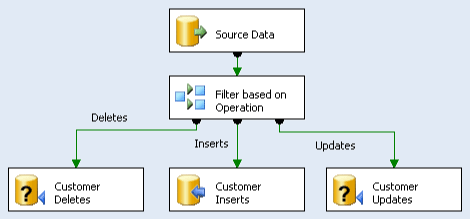 Source Data
Filter based on
Operation
Deletes
Inserts
Updates
Customer
Deletes
Customer
Inserts
Customer
Updates